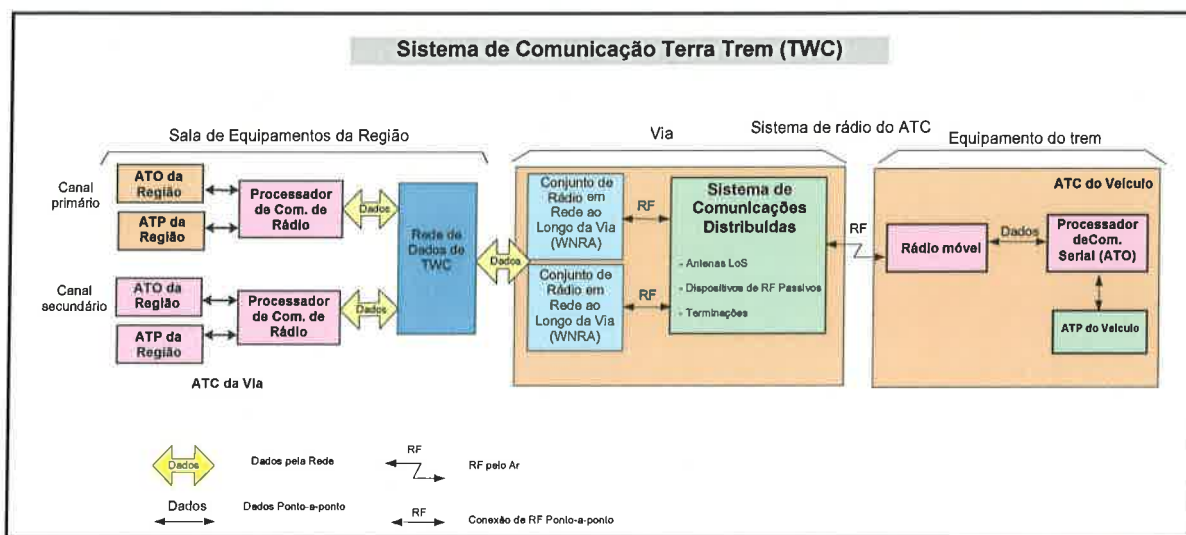 Sistema de Comunicação Terra Trem (TWC)
Sala de Equipamentos da Região
Via
Sistema de rádio do ATC
Equipamento do trem
Canal
primário
ATO da
Região
ATP da
Região
Processador
de Com. de
Rádio
Dados
Canal
secundário
ATO da
Região
ATP da
Região
Processador
de Com. de
Rádio
Dados
ATC da Via
Rede de
Dados de
TWC
Dados
Conjunto de
Rádio em
Rede ao
Longo da Via
(WNRA)
RF
Conjunto de
Rádio em
Rede ao
Longo da Via
(WNRA)
RF
Sistema de
Comunicações
Distribuídas
- Antenas LoS
- Dispositivos de RF Passivos
- Terminações
RF
ATC do Veículo
Rádio móvel
Dados
Processador
deCom.
Serial (ATO)
ATP do Veículo
Dados
Dados pela Rede
RF
RF pelo Ar
Dados
Dados Ponto-a-ponto
RF
Conexão de RF Ponto-a-ponto